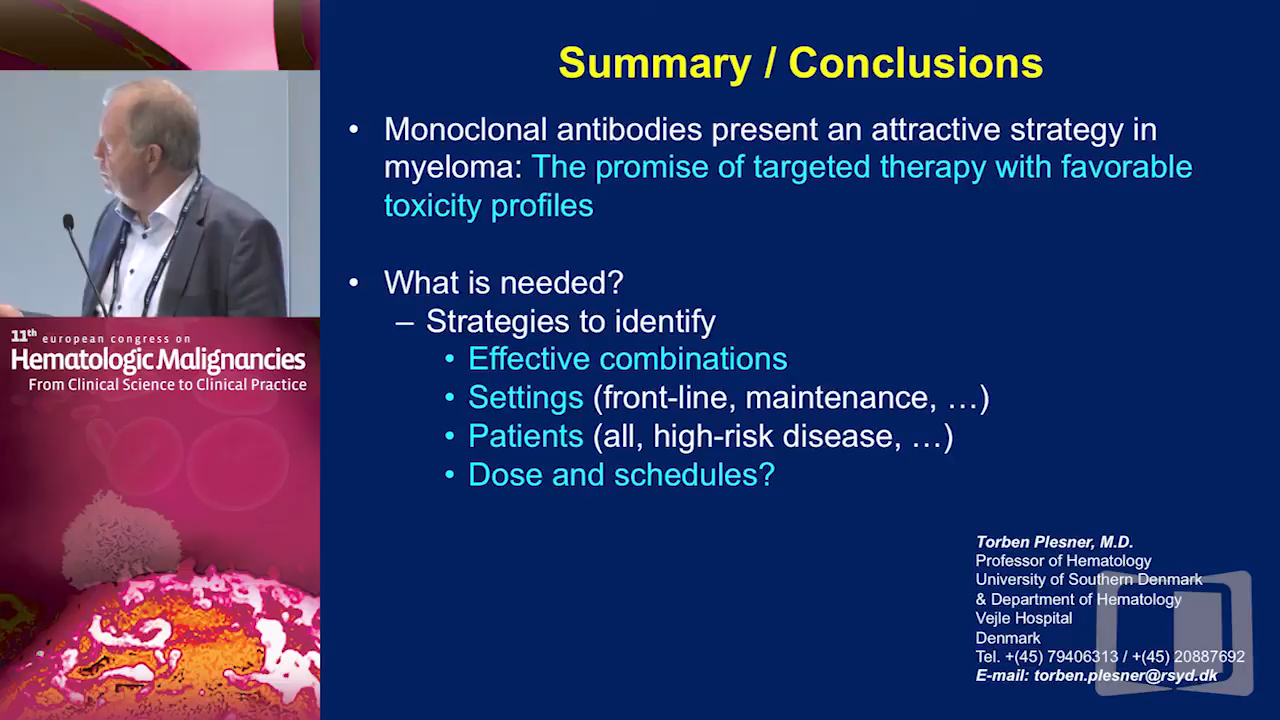 Summary / Conclusions
• Monoclonal antibodies present an attractive strategy in
myeloma: The promise of targeted therapy with favorable
toxicity profiles
• What is needed?
– Strategies to identify
• Effective combinations
• Settings (front-line, maintenance, …)
• Patients (all, high-risk disease, …)
• Dose and schedules?
11th european congress on
Hematologic Malignancies
From Clinical Science to Clinical Practice
Torben Plesner, M.D.
Professor of Hematology
University of Southern Denmark
& Department of Hematology
Vejle Hospital
Denmark
Tel. +(45) 79406313 / +(45) 20887692
E-mail: torben.plesner@rsyd.dk